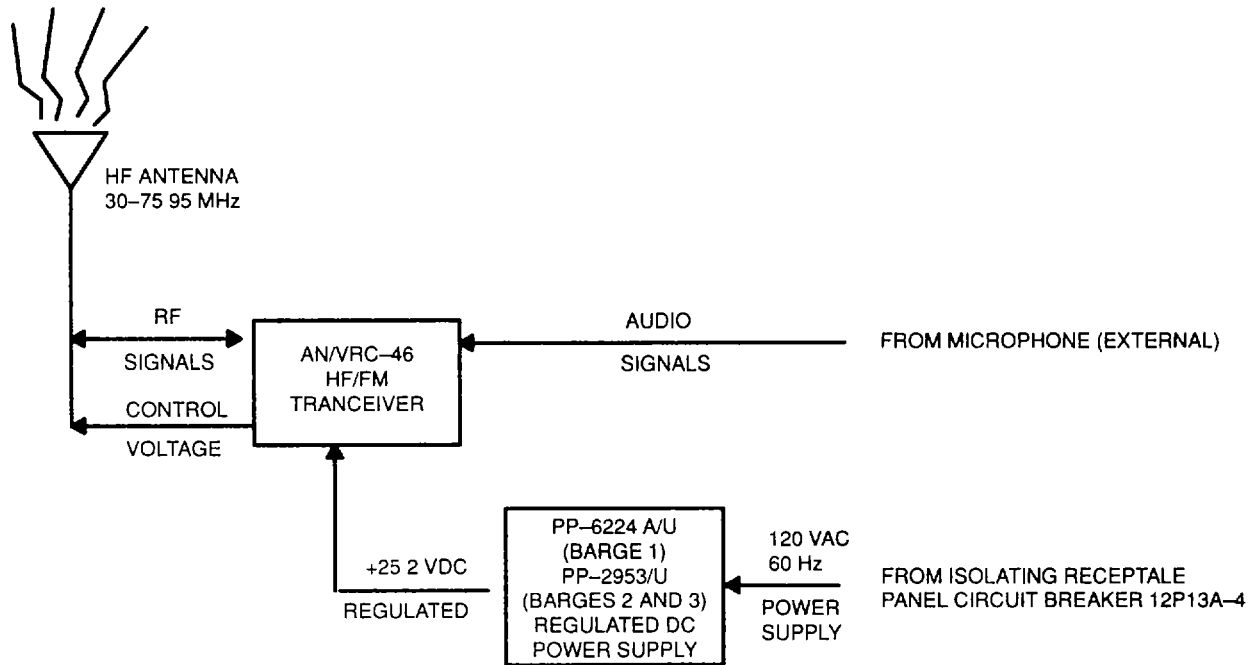 HF ANTENNA
30–75 95 MHz
RF
SIGNALS
CONTROL
VOLTAGE
AN/VRC–46
HF/FM
TRANCEIVER
AUDIO
SIGNALS
FROM MICROPHONE (EXTERNAL)
+25 2 VDC
REGULATED
PP–6224 A/U
(BARGE 1)
PP–2953/U
(BARGES 2 AND 3)
REGULATED DC
POWER SUPPLY
120 VAC
60 Hz
POWER
SUPPLY
FROM ISOLATING RECEPTALE
PANEL CIRCUIT BREAKER 12P13A–4